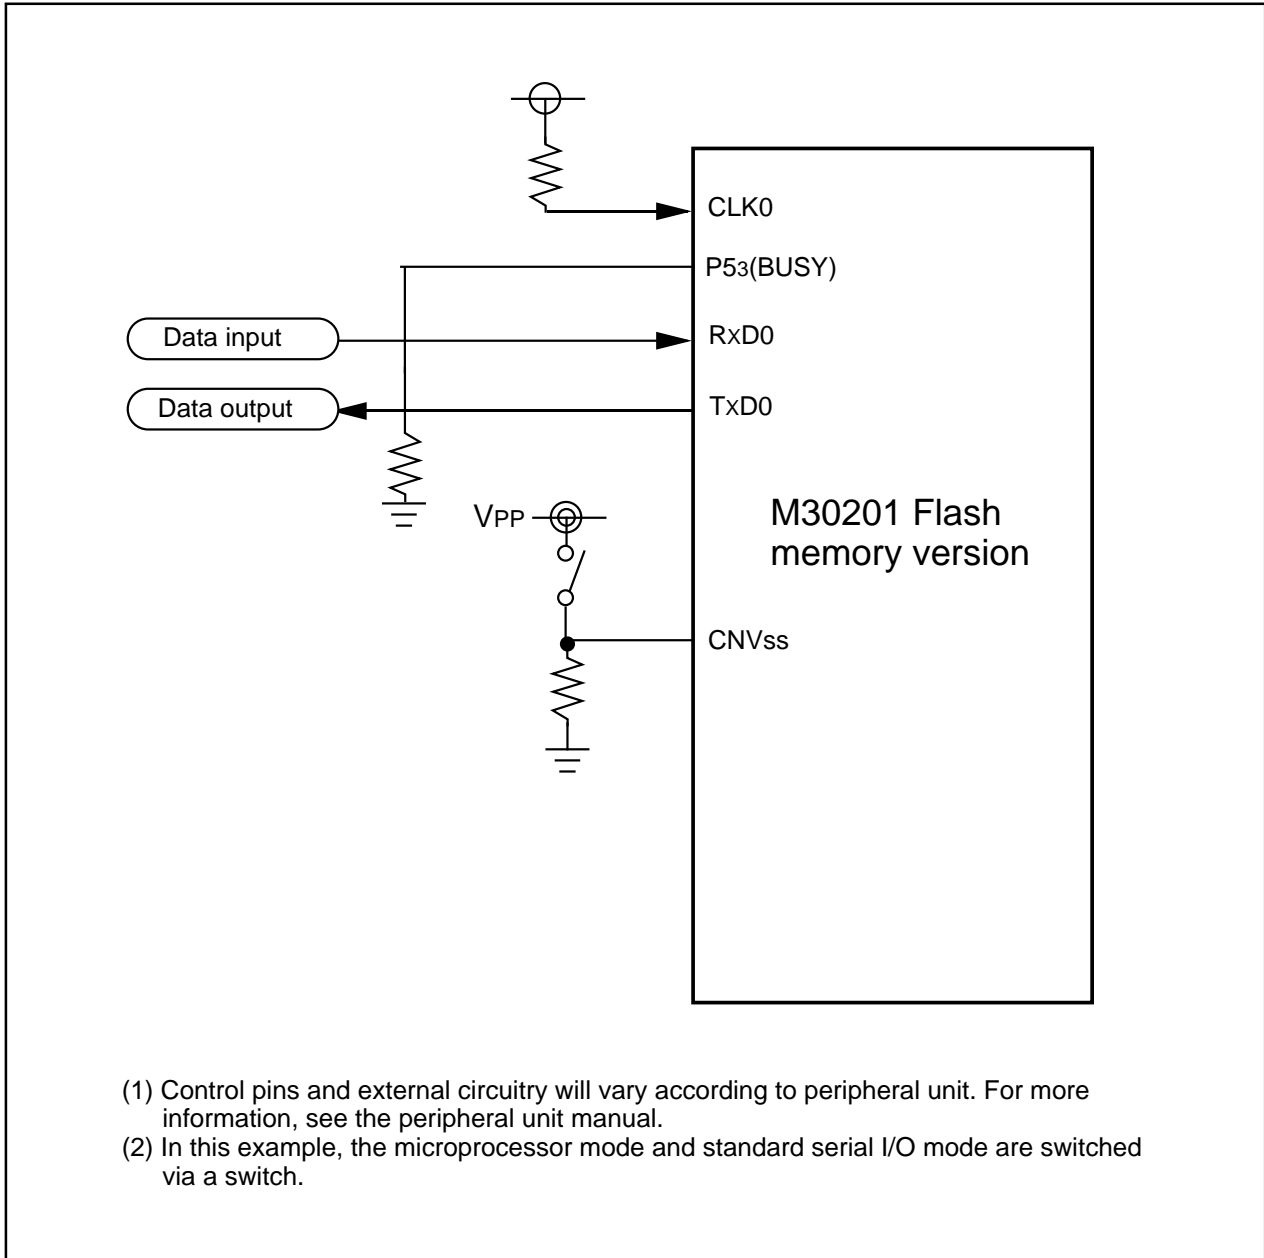 CLK0
P53(BUSY)
Data input
RxD0
Data output
TxD0
VPP
M30201 Flash
memory version
CNVss
(1) Control pins and external circuitry will vary according to peripheral unit. For more
information, see the peripheral unit manual.
(2) In this example, the microprocessor mode and standard serial I/O mode are switched
via a switch.